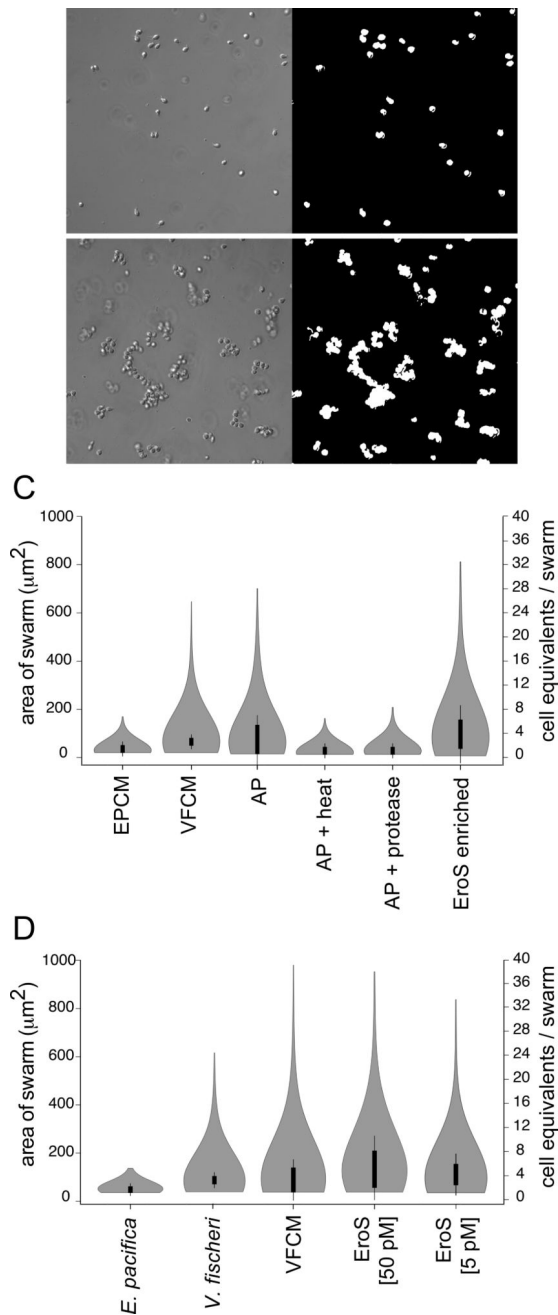 C
1000
800
600
400
200
0
area of swarm (μm²)
40
36
32
28
24
20
16
12
8
4
0
cell equivalents / swarm
EPCM
VFCM
AP
AP + heat
AP + protease
EroS enriched
D
1000
800
600
400
200
0
area of swarm (μm²)
40
36
32
28
24
20
16
12
8
4
0
cell equivalents / swarm
E. pacifica
V. fischeri
VFCM
EroS
[50 pM]
EroS
[5 pM]